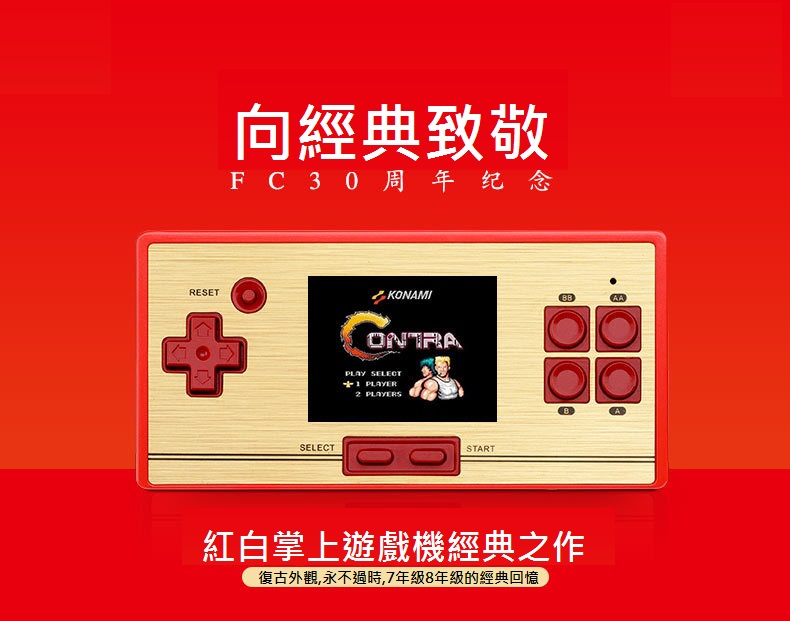 向經典致敬
FC30周年纪念
RESET
KONAMI
CONTRA
PLAY SELECT
1 PLAYER
2 PLAYERS
BB AA
B A
SELECT START
紅白掌上遊戲機經典之作
復古外觀,永不過時,7年級8年級的經典回憶